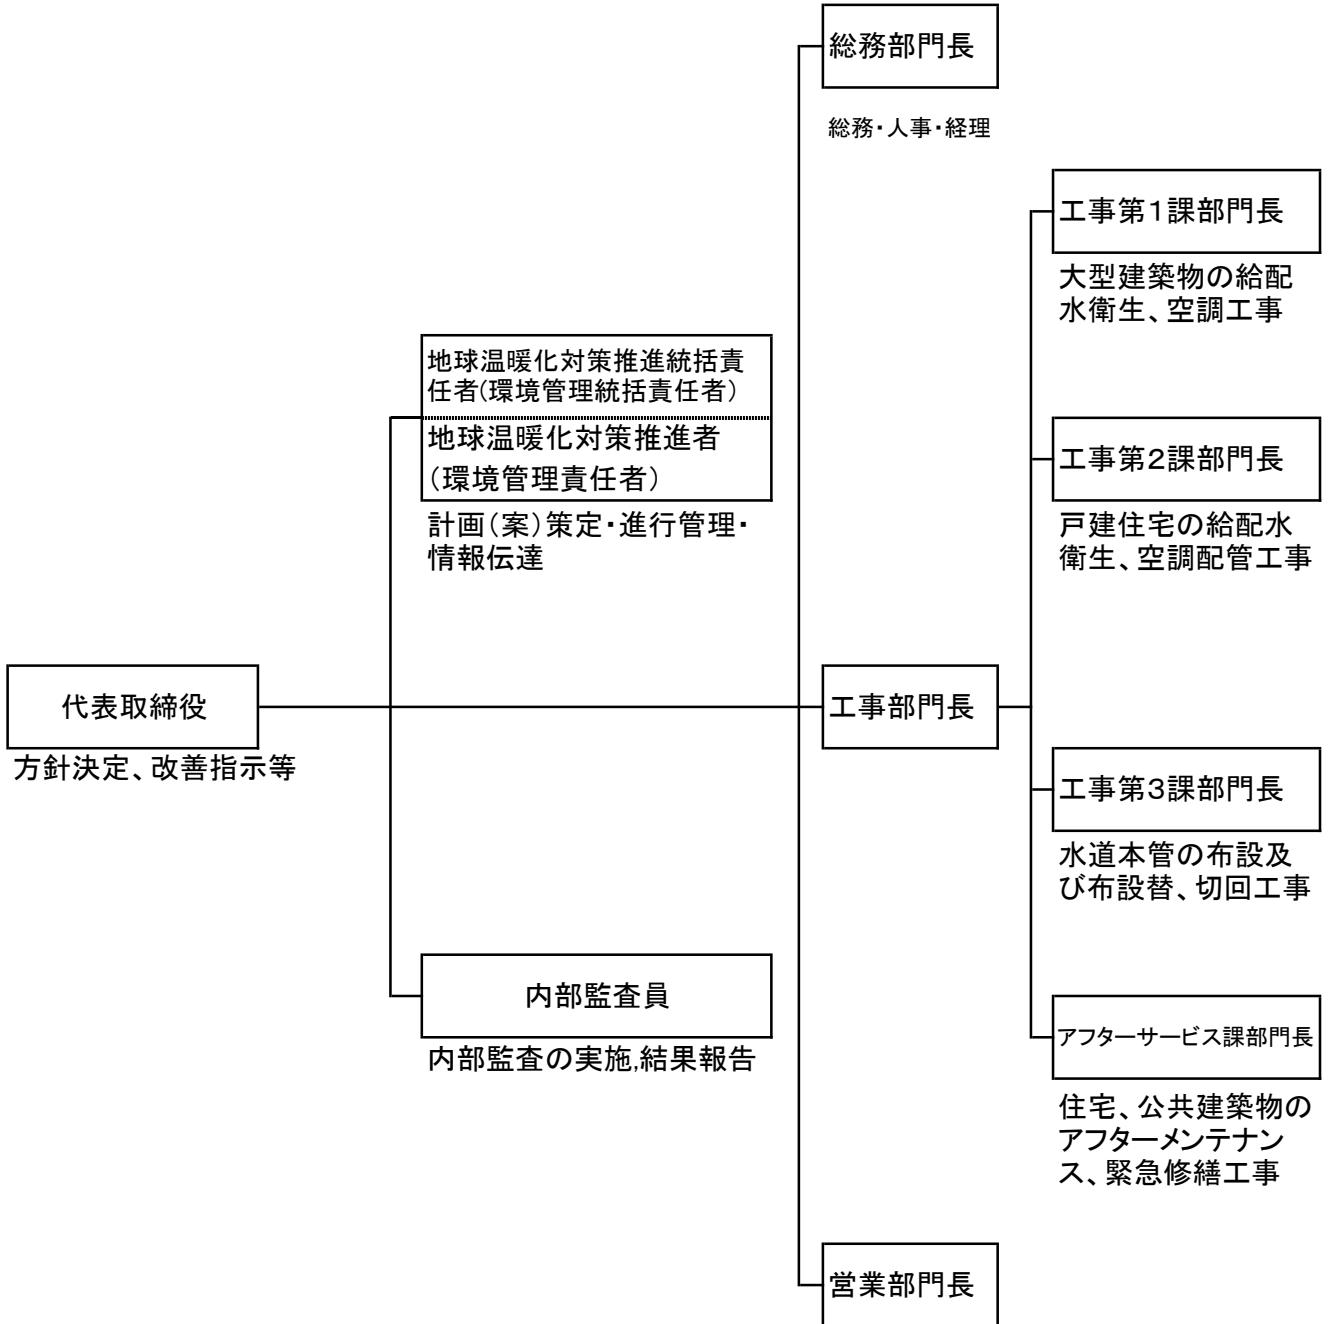 総務部門長
総務・人事・経理
工事第1課部門長
大型建築物の給配
水衛生、空調工事
地球温暖化対策推進統括責
任者(環境管理統括責任者)
地球温暖化対策推進者
(環境管理責任者)
計画(案)策定・進行管理・
情報伝達
工事第2課部門長
戸建住宅の給配水
衛生、空調配管工事
代表取締役
方針決定、改善指示等
工事部門長
工事第3課部門長
水道本管の布設及
び布設替、切回工事
内部監査員
内部監査の実施,結果報告
アフターサービス課部門長
住宅、公共建築物の
アフターメンテナン
ス、緊急修繕工事
営業部門長